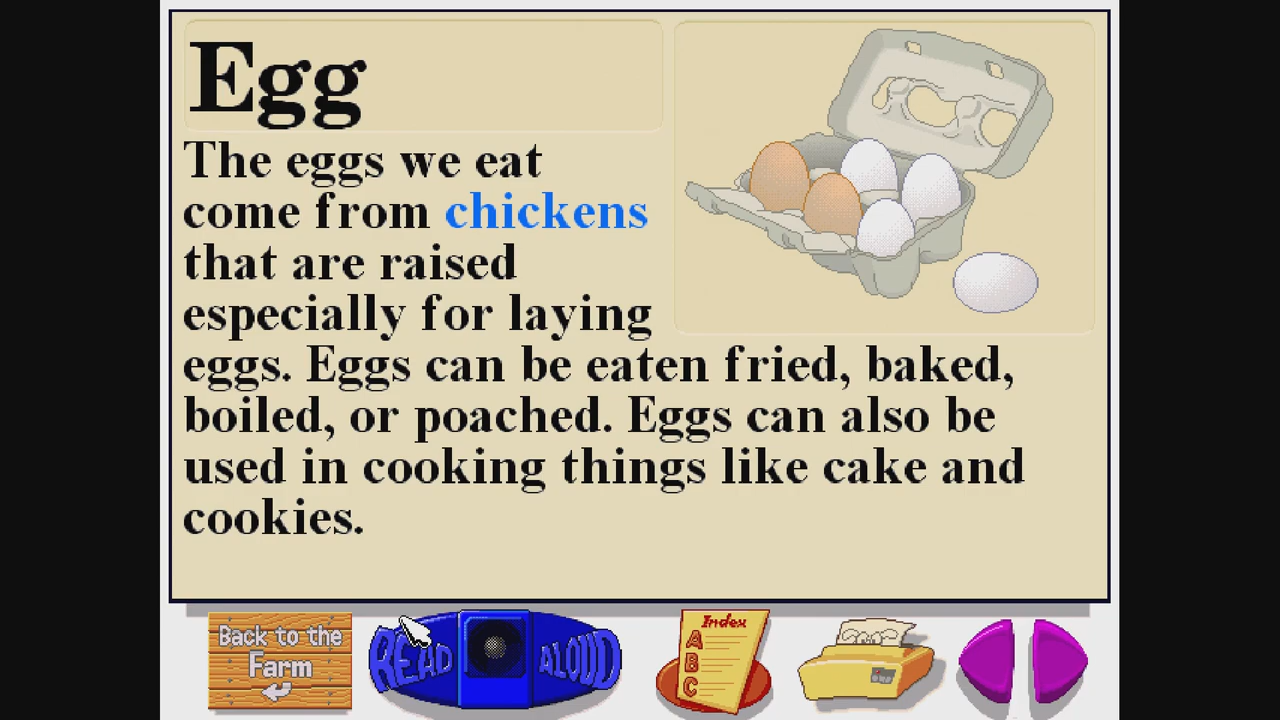 Egg
The eggs we eat
come from chickens
that are raised
especially for laying
eggs. Eggs can be eaten fried, baked,
boiled, or poached. Eggs can also be
used in cooking things like cake and
cookies.
Back to the
Farm
READ ALOUD
Index
A
B
C